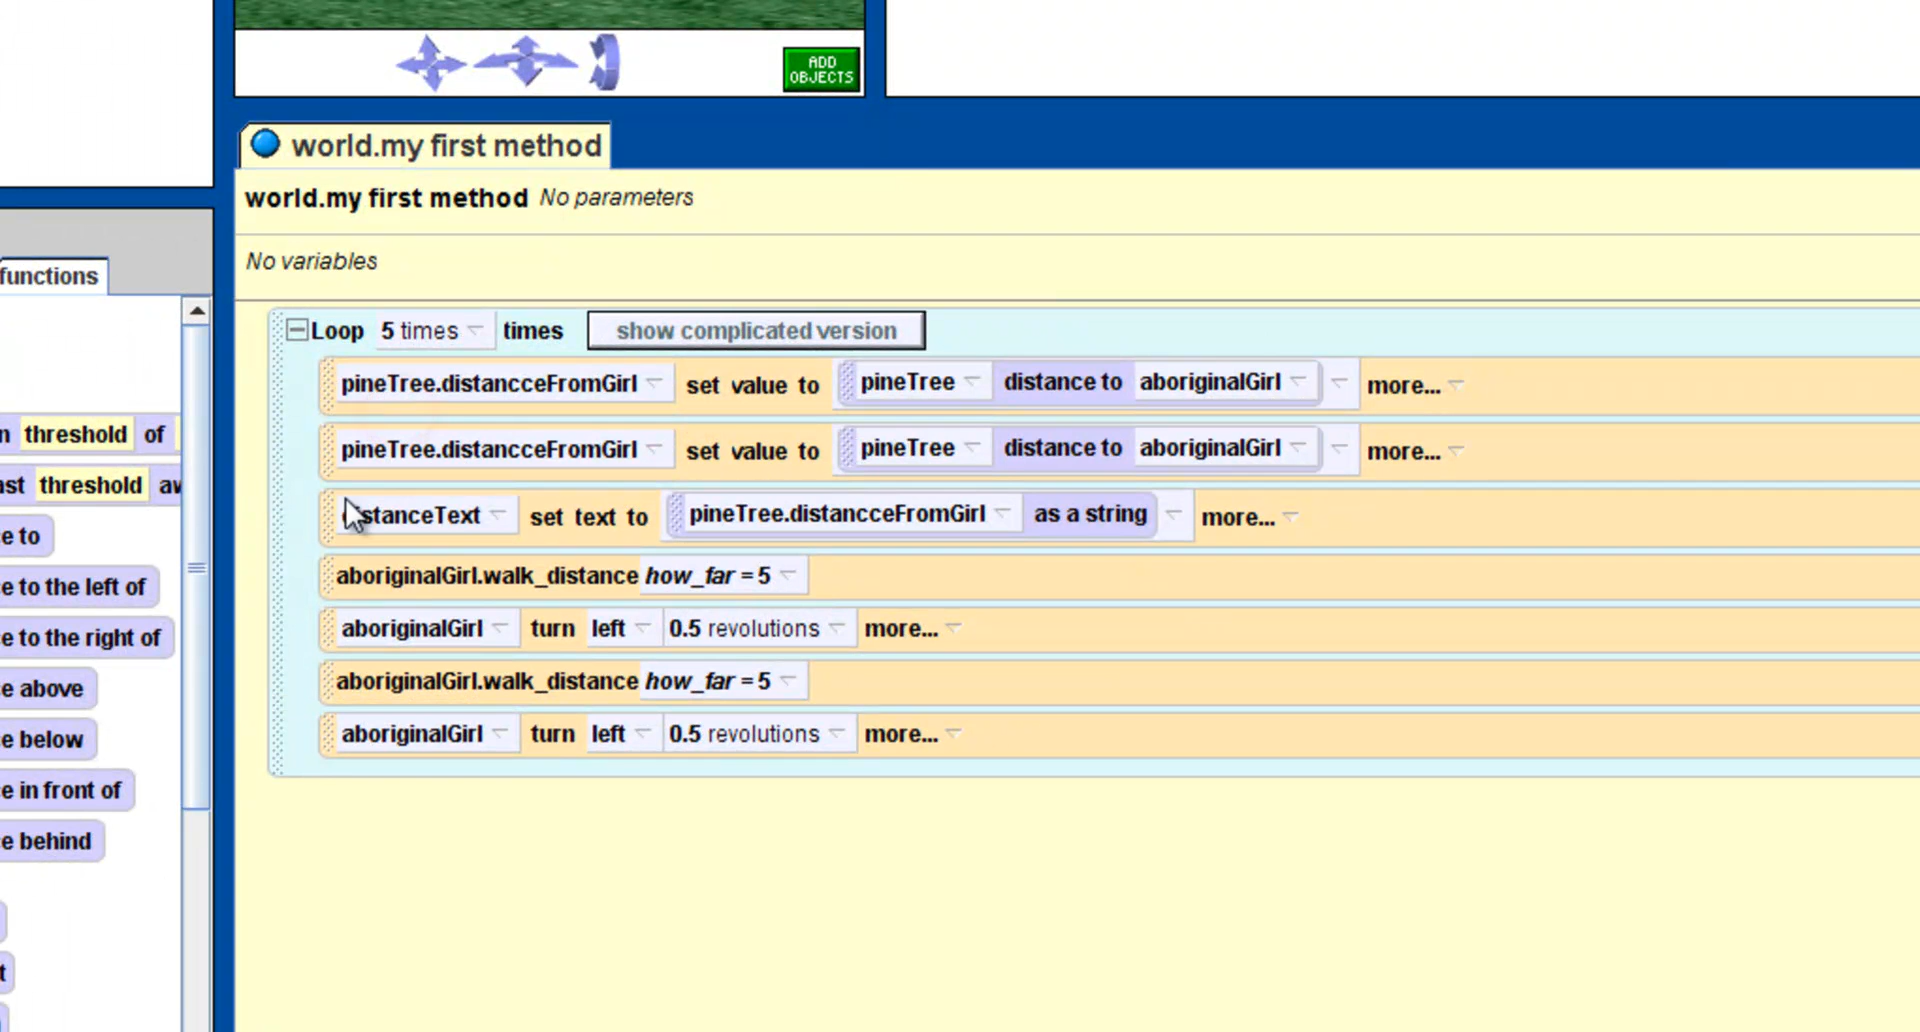 ADD
OBJECTS
world.my first method
world.my first method No parameters
No variables
functions
threshold of
threshold
e to
e to the left of
e to the right of
e above
e below
e in front of
e behind
t
Loop 5 times times show complicated version
pineTree.distancceFromGirl set value to pineTree distance to aboriginalGirl more...
pineTree.distancceFromGirl set value to pineTree distance to aboriginalGirl more...
stanceText set text to pineTree.distancceFromGirl as a string more...
aboriginalGirl.walk_distance how_far = 5
aboriginalGirl turn left 0.5 revolutions more...
aboriginalGirl.walk_distance how_far = 5
aboriginalGirl turn left 0.5 revolutions more...